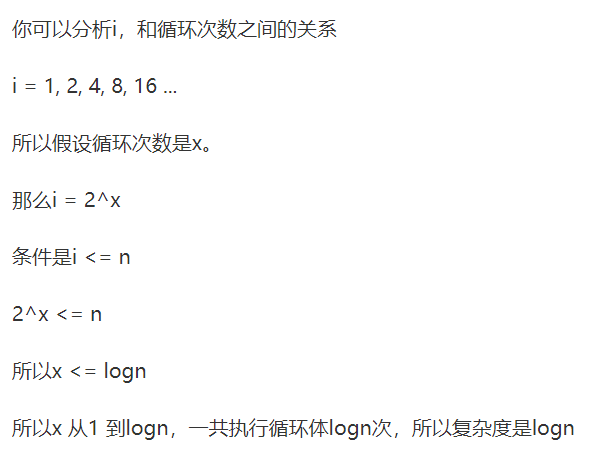 你可以分析i，和循环次数之间的关系
i = 1, 2, 4, 8, 16 ...
所以假设循环次数是x。
那么i = 2^x
条件是i <= n
2^x <= n
所以x <= logn
所以x 从1 到logn，一共执行循环体logn次，所以复杂度是logn